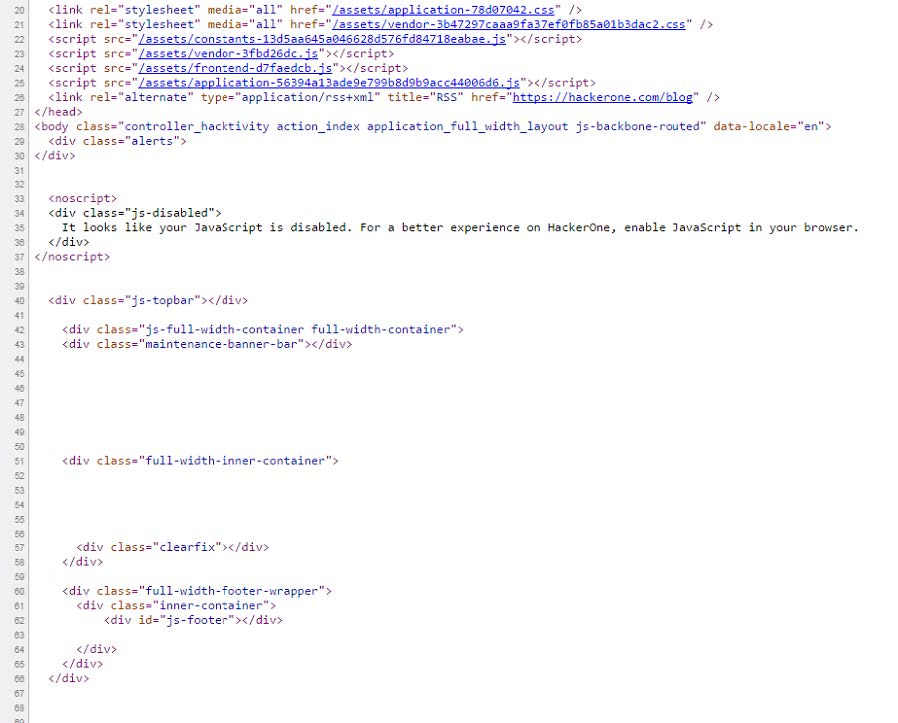 20 <link rel="stylesheet" media="all" href="/assets/application-78d07042.css" />
21 <link rel="stylesheet" media="all" href="/assets/vendor-3b47297caaa9fa37ef0fb85a01b3dac2.css" />
22 <script src="/assets/constants-13d5aa645a046628d576fd84718eabae.js"></script>
23 <script src="/assets/vendor-3fbd26dc.js"></script>
24 <script src="/assets/frontend-d7faedcb.js"></script>
25 <script src="/assets/application-56394a13ade9e799b8d9b9acc44006d6.js"></script>
26 <link rel="alternate" type="application/rss+xml" title="RSS" href="https://hackerone.com/blog" />
27 </head>
28 <body class="controller_hacktivity action_index application_full_width_layout js-backbone-routed" data-locale="en">
29 <div class="alerts">
30 </div>
31
32
33 <noscript>
34 <div class="js-disabled">
35 It looks like your JavaScript is disabled. For a better experience on HackerOne, enable JavaScript in your browser.
36 </div>
37 </noscript>
38
39
40 <div class="js-topbar"></div>
41
42 <div class="js-full-width-container full-width-container">
43 <div class="maintenance-banner-bar"></div>
44
45
46
47
48
49
50
51 <div class="full-width-inner-container">
52
53
54
55
56
57 <div class="clearfix"></div>
58 </div>
59
60 <div class="full-width-footer-wrapper">
61 <div class="inner-container">
62 <div id="js-footer"></div>
63
64 </div>
65 </div>
66 </div>
67
68
69